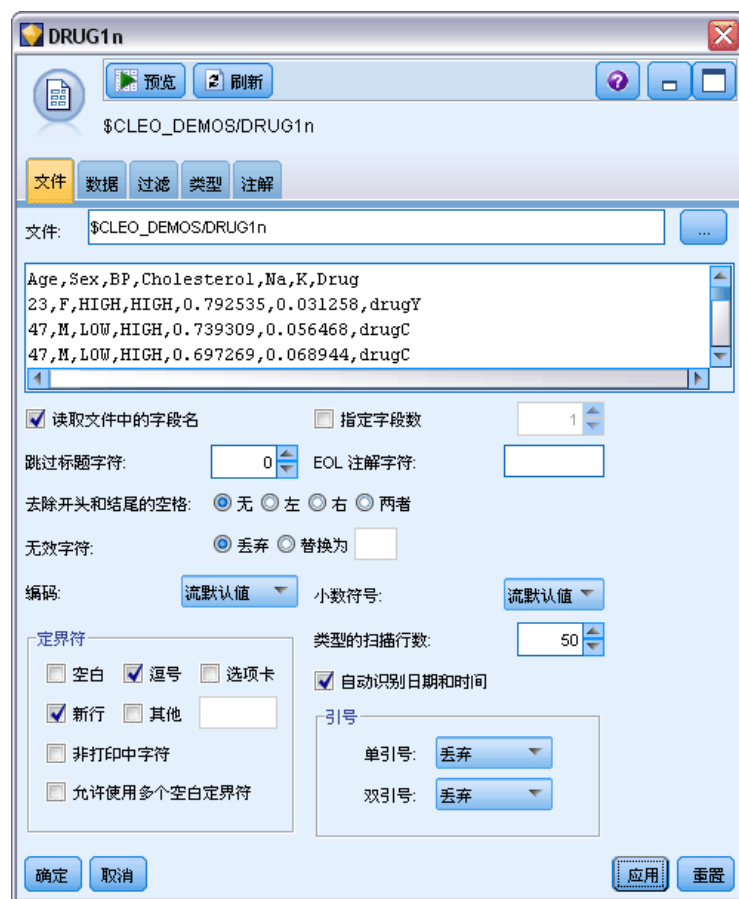 DRUG1n
预览 刷新
$CLEO_DEMOS/DRUG1n
文件 数据 过滤 类型 注解
文件: $CLEO_DEMOS/DRUG1n ...
Age,Sex,BP,Cholesterol,Na,K,Drug
23,F,HIGH,HIGH,0.792535,0.031258,drugY
47,M,LOW,HIGH,0.739309,0.056468,drugC
47,M,LOW,HIGH,0.697269,0.068944,drugC
读取文件中的字段名 指定字段数 1
跳过标题字符: 0 EOL 注解字符:
去除开头和结尾的空格: 无 左 右 两者
无效字符: 丢弃 替换为
编码: 流默认值 小数符号: 流默认值
定界符 类型的扫描行数: 50
空白 逗号 选项卡 自动识别日期和时间
新行 其他 引号
非打印中字符 单引号: 丢弃
允许使用多个空白定界符 双引号: 丢弃
确定 取消 应用 重置